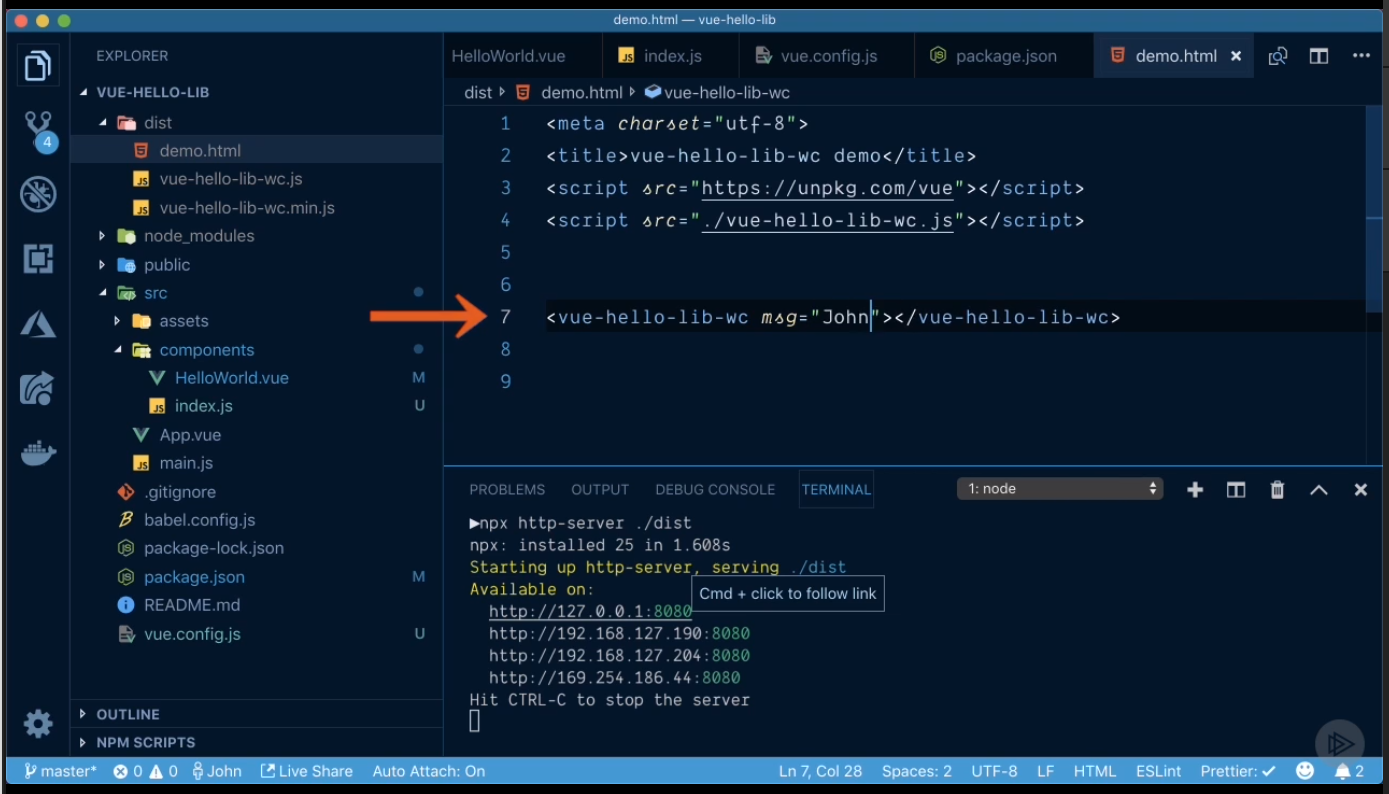 demo.html — vue-hello-lib
EXPLORER
VUE-HELLO-LIB
dist
demo.html
vue-hello-lib-wc.js
vue-hello-lib-wc.min.js
node_modules
public
src
assets
components
HelloWorld.vue M
index.js U
App.vue
main.js
.gitignore
babel.config.js
package-lock.json
package.json M
README.md
vue.config.js U
OUTLINE
NPM SCRIPTS
4
HelloWorld.vue index.js vue.config.js package.json demo.html
dist demo.html vue-hello-lib-wc
1 <meta charset="utf-8">
2 <title>vue-hello-lib-wc demo</title>
3 <script src="https://unpkg.com/vue"></script>
4 <script src="./vue-hello-lib-wc.js"></script>
5
6
7 <vue-hello-lib-wc msg="John"></vue-hello-lib-wc>
8
9
PROBLEMS OUTPUT DEBUG CONSOLE TERMINAL 1: node
npx http-server ./dist
npx: installed 25 in 1.608s
Starting up http-server, serving ./dist
Available on:
Cmd + click to follow link
http://127.0.0.1:8080
http://192.168.127.190:8080
http://192.168.127.204:8080
http://169.254.186.44:8080
Hit CTRL-C to stop the server
master* 0 0 John Live Share Auto Attach: On Ln 7, Col 28 Spaces: 2 UTF-8 LF HTML ESLint Prettier: 2